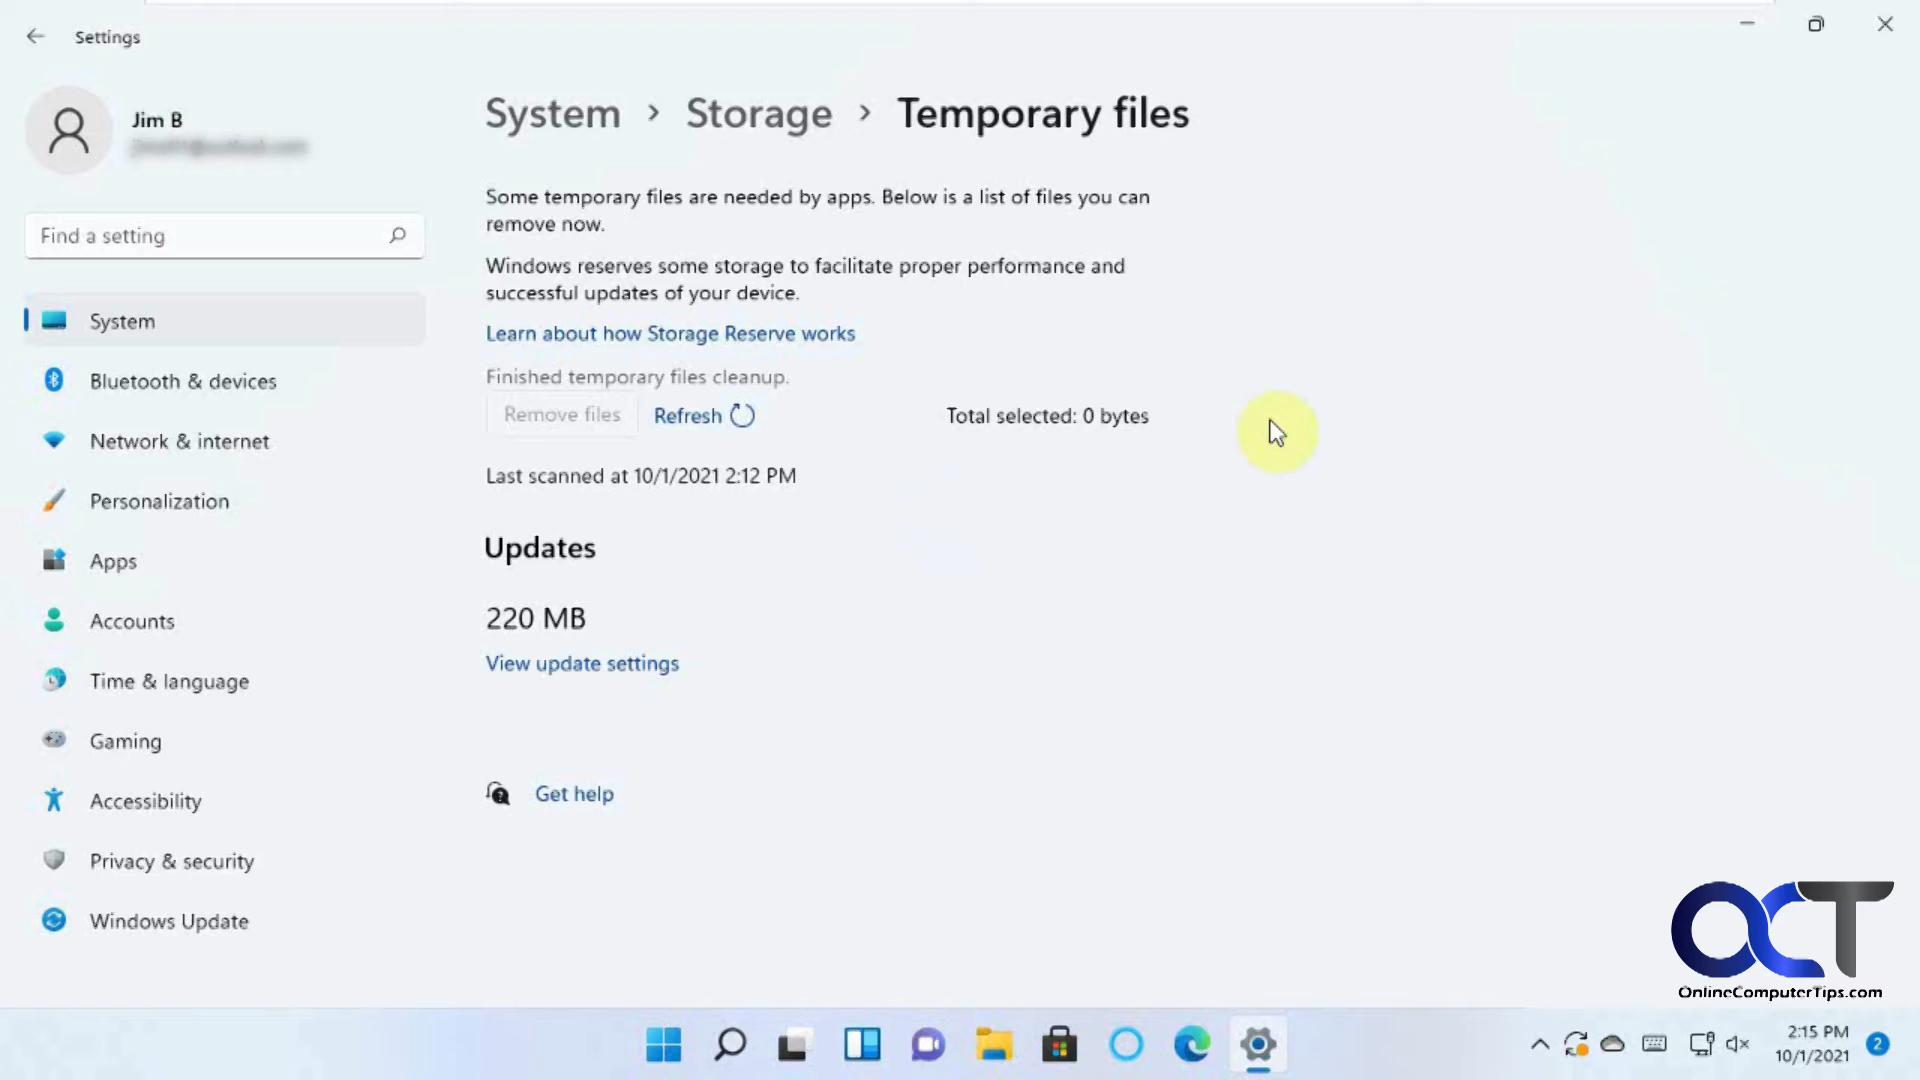 Settings
Jim B
Find a setting
System
Bluetooth & devices
Network & internet
Personalization
Apps
Accounts
Time & language
Gaming
Accessibility
Privacy & security
Windows Update
System › Storage › Temporary files
Some temporary files are needed by apps. Below is a list of files you can
remove now.
Windows reserves some storage to facilitate proper performance and
successful updates of your device.
Learn about how Storage Reserve works
Finished temporary files cleanup.
Remove files Refresh Total selected: 0 bytes
Last scanned at 10/1/2021 2:12 PM
Updates
220 MB
View update settings
Get help
OCT
OnlineComputerTips.com
2:15 PM
10/1/2021
2